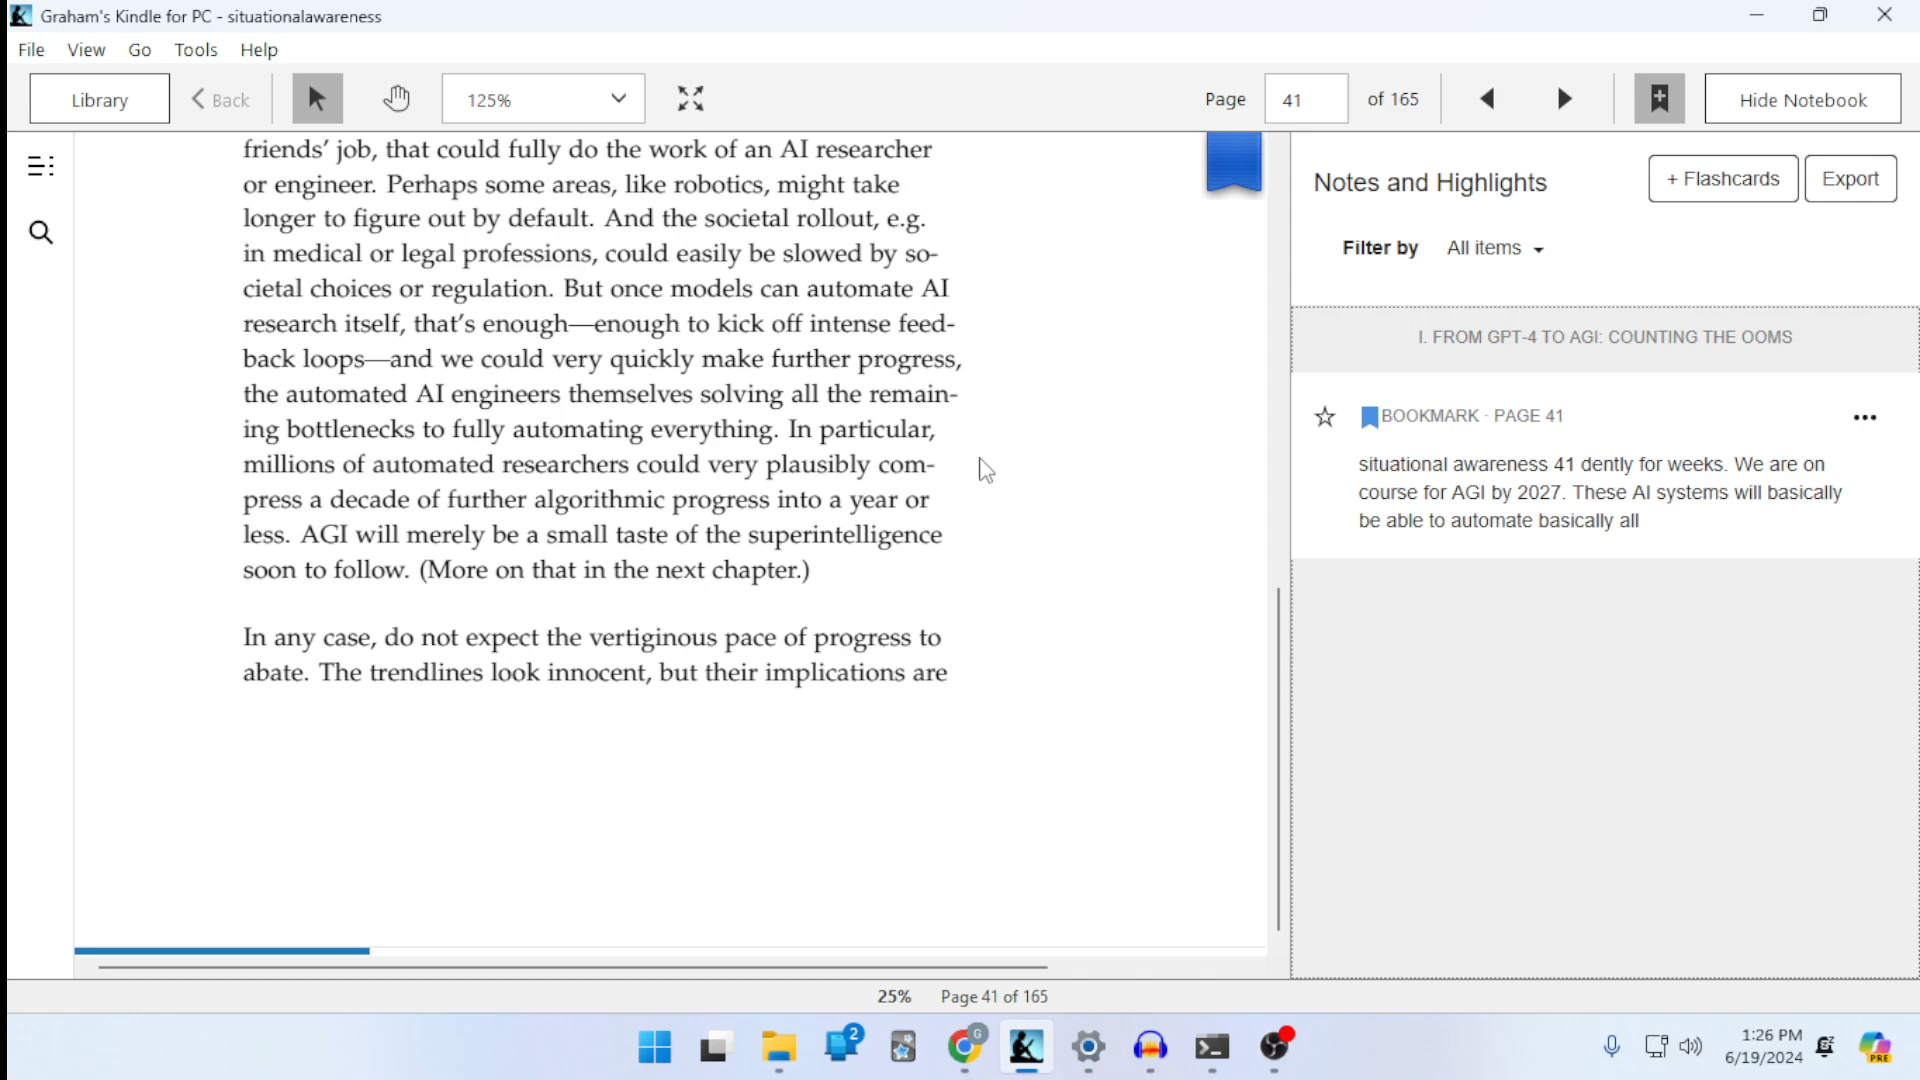 Graham's Kindle for PC - situationalawareness
File View Go Tools Help
Library
Back
125%
Page 41 of 165
Hide Notebook
friends’ job, that could fully do the work of an AI researcher
or engineer. Perhaps some areas, like robotics, might take
longer to figure out by default. And the societal rollout, e.g.
in medical or legal professions, could easily be slowed by so-
cietal choices or regulation. But once models can automate AI
research itself, that’s enough—enough to kick off intense feed-
back loops—and we could very quickly make further progress,
the automated AI engineers themselves solving all the remain-
ing bottlenecks to fully automating everything. In particular,
millions of automated researchers could very plausibly com-
press a decade of further algorithmic progress into a year or
less. AGI will merely be a small taste of the superintelligence
soon to follow. (More on that in the next chapter.)
In any case, do not expect the vertiginous pace of progress to
abate. The trendlines look innocent, but their implications are
Notes and Highlights
+ Flashcards
Export
Filter by All items
I. FROM GPT-4 TO AGI: COUNTING THE OOMS
BOOKMARK · PAGE 41
situational awareness 41 dently for weeks. We are on
course for AGI by 2027. These AI systems will basically
be able to automate basically all
25% Page 41 of 165
2
G
1:26 PM
6/19/2024
PRE